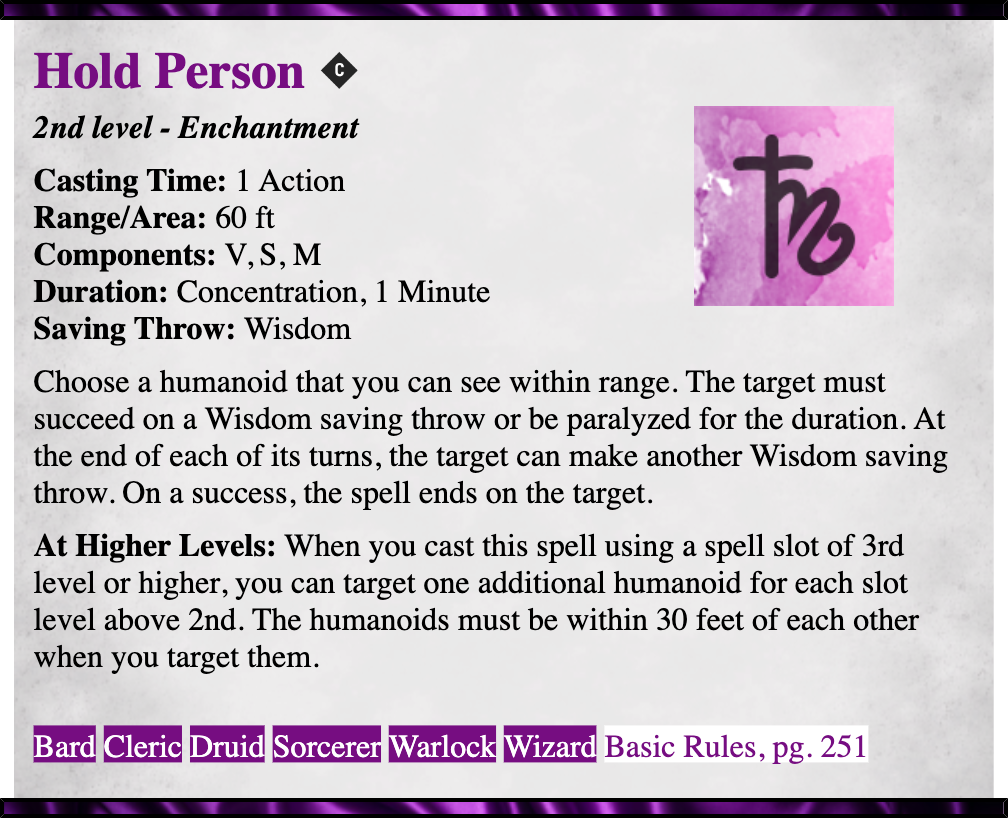 Hold Person C
2nd level - Enchantment
Casting Time: 1 Action
Range/Area: 60 ft
Components: V, S, M
Duration: Concentration, 1 Minute
Saving Throw: Wisdom
Choose a humanoid that you can see within range. The target must
succeed on a Wisdom saving throw or be paralyzed for the duration. At
the end of each of its turns, the target can make another Wisdom saving
throw. On a success, the spell ends on the target.
At Higher Levels: When you cast this spell using a spell slot of 3rd
level or higher, you can target one additional humanoid for each slot
level above 2nd. The humanoids must be within 30 feet of each other
when you target them.
Bard Cleric Druid Sorcerer Warlock Wizard Basic Rules, pg. 251